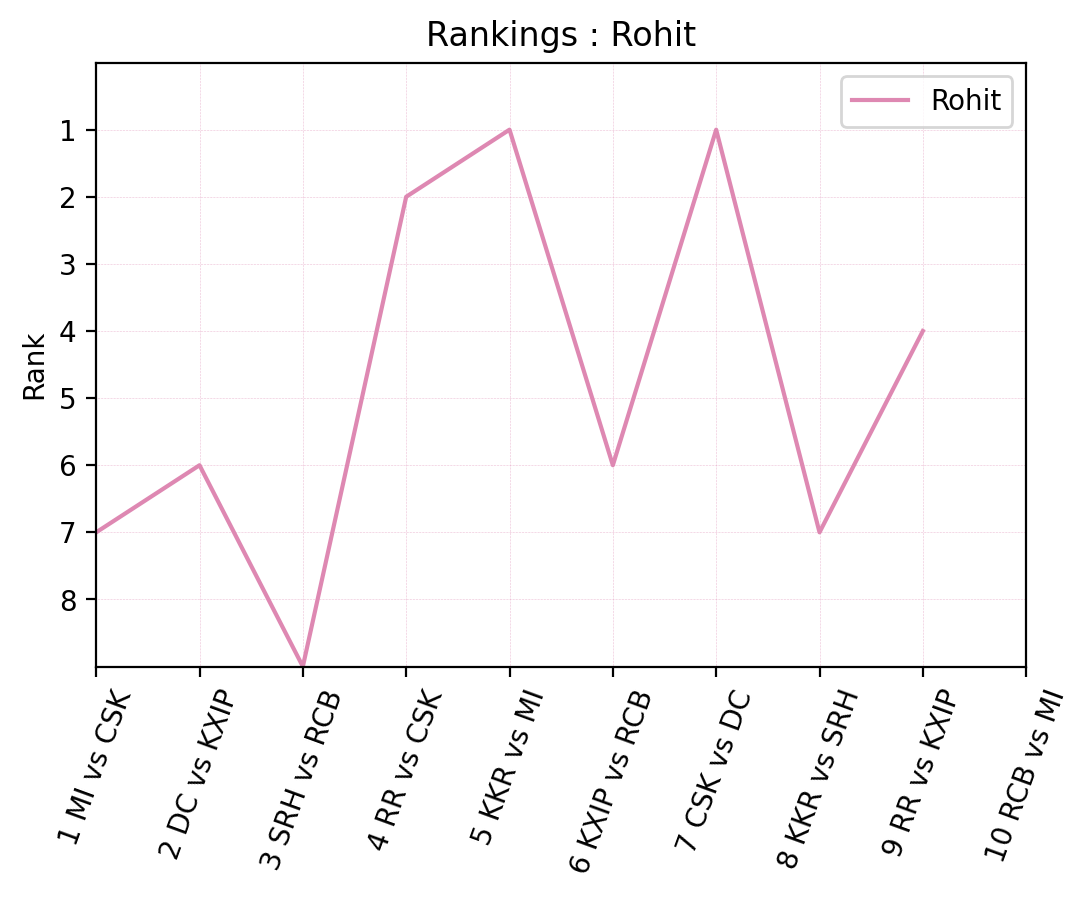 Rankings : Rohit
Rohit
Rank
1
2
3
4
5
6
7
8
1 MI vs CSK
2 DC vs KXIP
3 SRH vs RCB
4 RR vs CSK
5 KKR vs MI
6 KXIP vs RCB
7 CSK vs DC
8 KKR vs SRH
9 RR vs KXIP
10 RCB vs MI